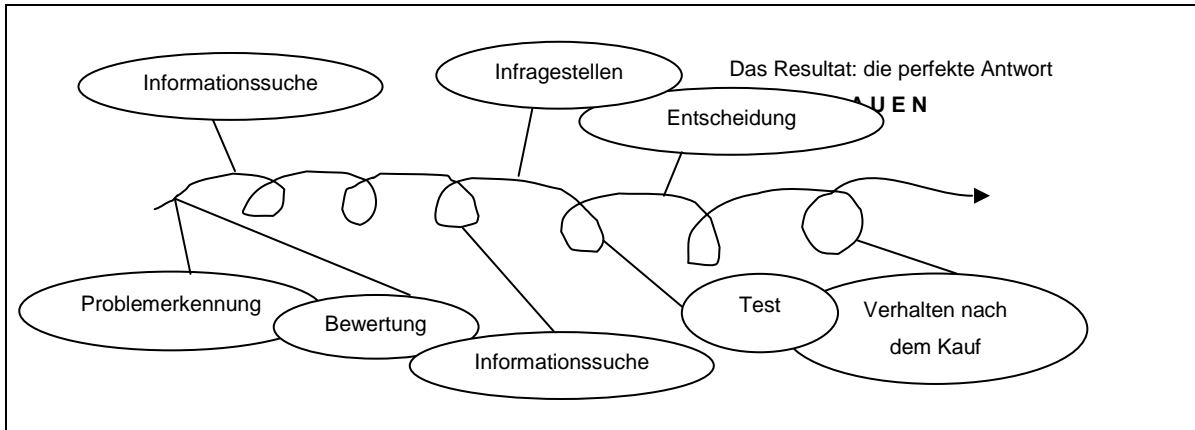 Informationssuche
Infragestellen
Das Resultat: die perfekte Antwort
Entscheidung
Problemerkennung
Bewertung
Informationssuche
Test
Verhalten nach
dem Kauf